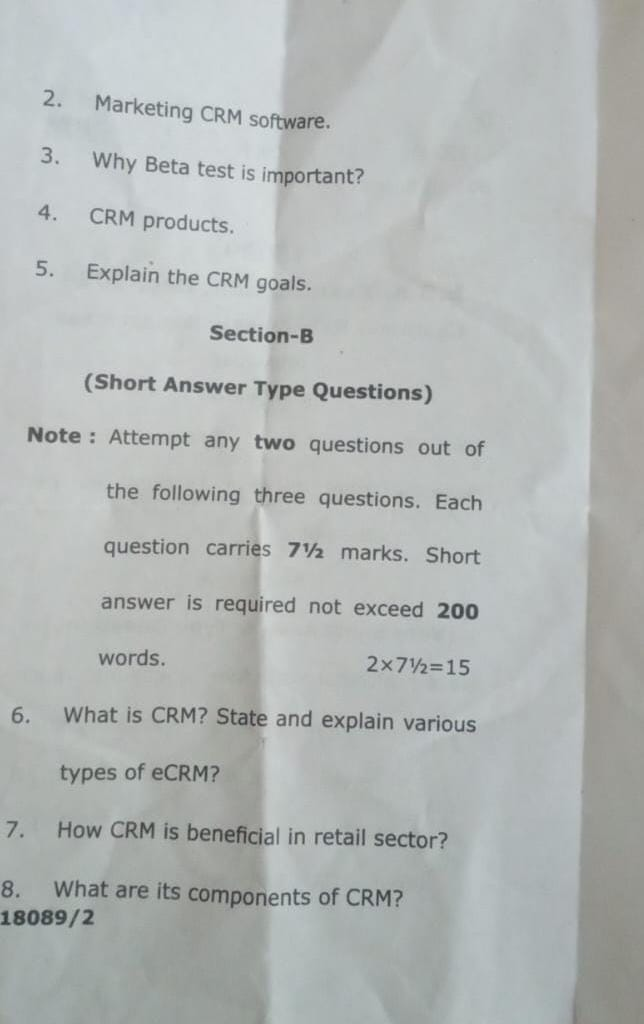 2. Marketing CRM software.
3. Why Beta test is important?
4. CRM products.
5. Explain the CRM goals.
Section-B
(Short Answer Type Questions)
Note : Attempt any two questions out of
the following three questions. Each
question carries 7½ marks. Short
answer is required not exceed 200
words. 2×7½=15
6. What is CRM? State and explain various
types of eCRM?
7. How CRM is beneficial in retail sector?
8. What are its components of CRM?
18089/2